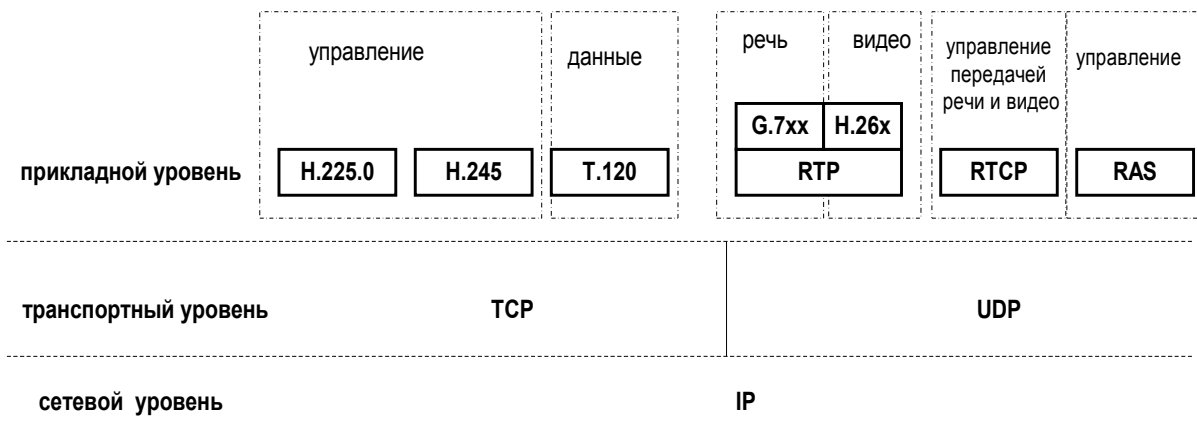 управление
данные
речь
видео
управление
передачей
речи и видео
управление
G.7xx
H.26x
прикладной уровень
H.225.0
H.245
T.120
RTP
RTCP
RAS
транспортный уровень
TCP
UDP
сетевой уровень
IP